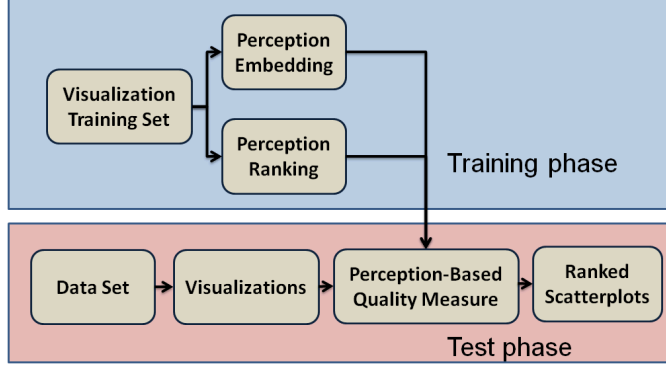 Perception
Embedding
Visualization
Training Set
Perception
Ranking
Training phase
Data Set
Visualizations
Perception-Based
Quality Measure
Ranked
Scatterplots
Test phase